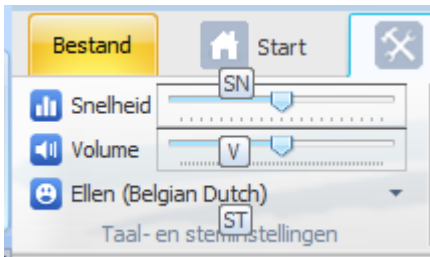 Bestand Start
SN
Snelheid
Volume V
Ellen (Belgian Dutch)
ST
Taal- en steminstellingen